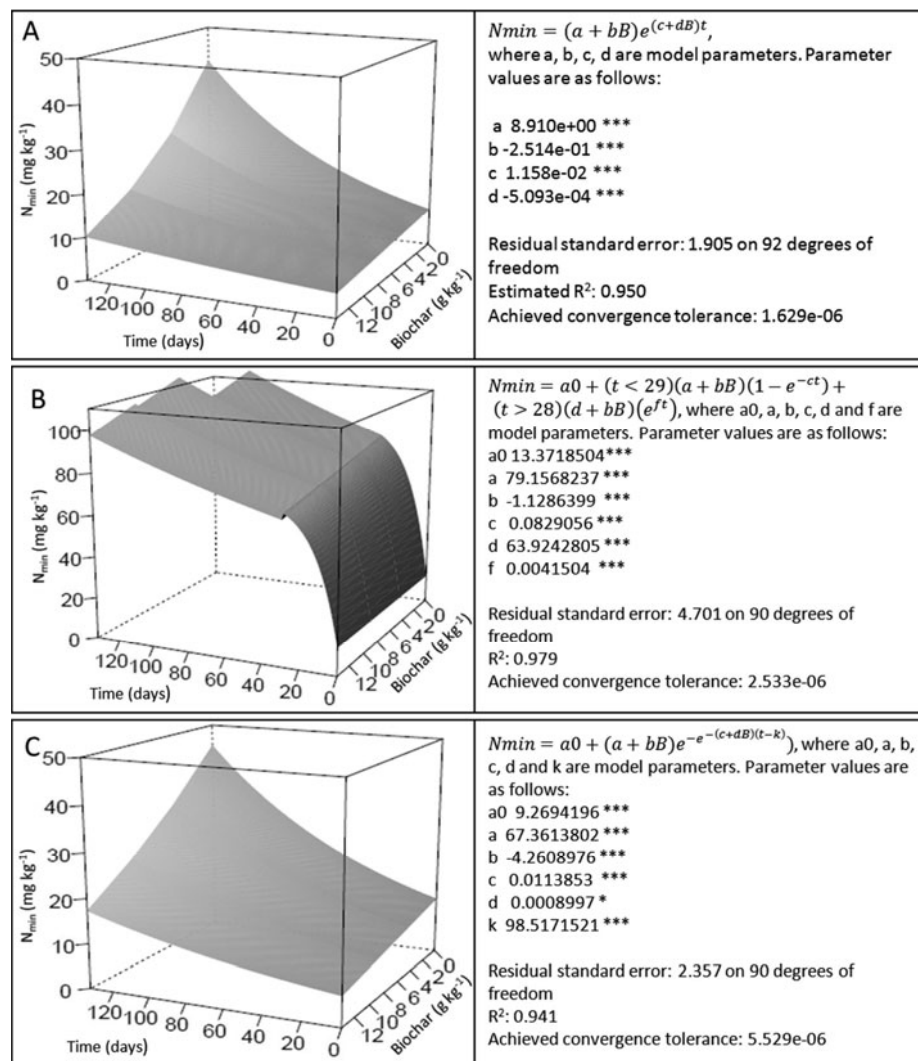 A
50
40
30
20
10
0
Nmin (mg kg⁻¹)
120
100
80
60
40
20
0
Time (days)
12
10
8
6
4
2
0
Biochar (g kg⁻¹)
Nmin = (a + bB)e^(c+dB)t,
where a, b, c, d are model parameters. Parameter
values are as follows:
a 8.910e+00 ***
b -2.514e-01 ***
c 1.158e-02 ***
d -5.093e-04 ***
Residual standard error: 1.905 on 92 degrees of
freedom
Estimated R²: 0.950
Achieved convergence tolerance: 1.629e-06
B
100
80
60
40
20
0
Nmin (mg kg⁻¹)
120
100
80
60
40
20
0
Time (days)
12
10
8
6
4
2
0
Biochar (g kg⁻¹)
Nmin = a0 + (t < 29)(a + bB)(1 − e^−ct) +
(t > 28)(d + bB)(e^ft), where a0, a, b, c, d and f are
model parameters. Parameter values are as follows:
a0 13.3718504 ***
a 79.1568237 ***
b -1.1286399 ***
c 0.0829056 ***
d 63.9242805 ***
f 0.0041504 ***
Residual standard error: 4.701 on 90 degrees of
freedom
R²: 0.979
Achieved convergence tolerance: 2.533e-06
C
50
40
30
20
10
0
Nmin (mg kg⁻¹)
120
100
80
60
40
20
0
Time (days)
12
10
8
6
4
2
0
Biochar (g kg⁻¹)
Nmin = a0 + (a + bB)e^−e^−(c+dB)(t−k)), where a0, a, b,
c, d and k are model parameters. Parameter values are
as follows:
a0 9.2694196 ***
a 67.3613802 ***
b -4.2608976 ***
c 0.0113853 ***
d 0.0008997 *
k 98.5171521 ***
Residual standard error: 2.357 on 90 degrees of
freedom
R²: 0.941
Achieved convergence tolerance: 5.529e-06